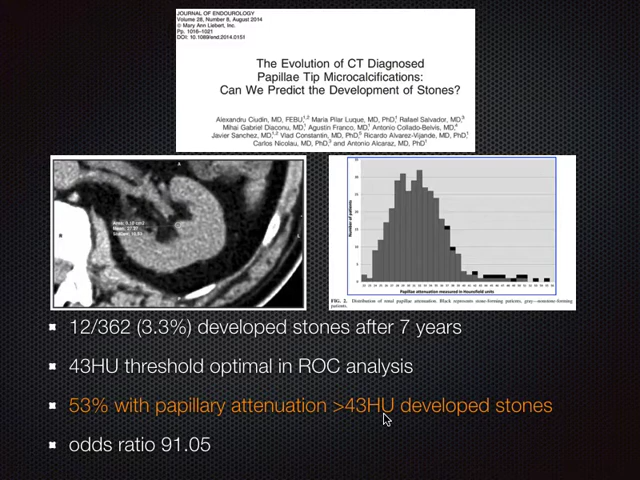 JOURNAL OF ENDOUROLOGY
Volume 28, Number 8, August 2014
© Mary Ann Liebert, Inc.
Pp. 1016–1021
DOI: 10.1089/end.2014.0151
The Evolution of CT Diagnosed
Papillae Tip Microcalcifications:
Can We Predict the Development of Stones?
Alexandru Ciudin, MD, FEBU,1,2 Maria Pilar Luque, MD, PhD,1 Rafael Salvador, MD,3
Mihai Gabriel Diaconu, MD,1 Agustin Franco, MD,1 Antonio Collado-Belvis, MD,4
Javier Sanchez, MD,1,2 Vlad Constantin, MD, PhD,5 Ricardo Alvarez-Vijande, MD, PhD,1
Carlos Nicolau, MD, PhD,3 and Antonio Alcaraz, MD, PhD1
Number of patients
Papillae attenuation measured in Hounsfield units
FIG. 2. Distribution of renal papillae attenuation. Black represents stone-forming patients, gray—nonstone-forming
patients.
12/362 (3.3%) developed stones after 7 years
43HU threshold optimal in ROC analysis
53% with papillary attenuation >43HU developed stones
odds ratio 91.05